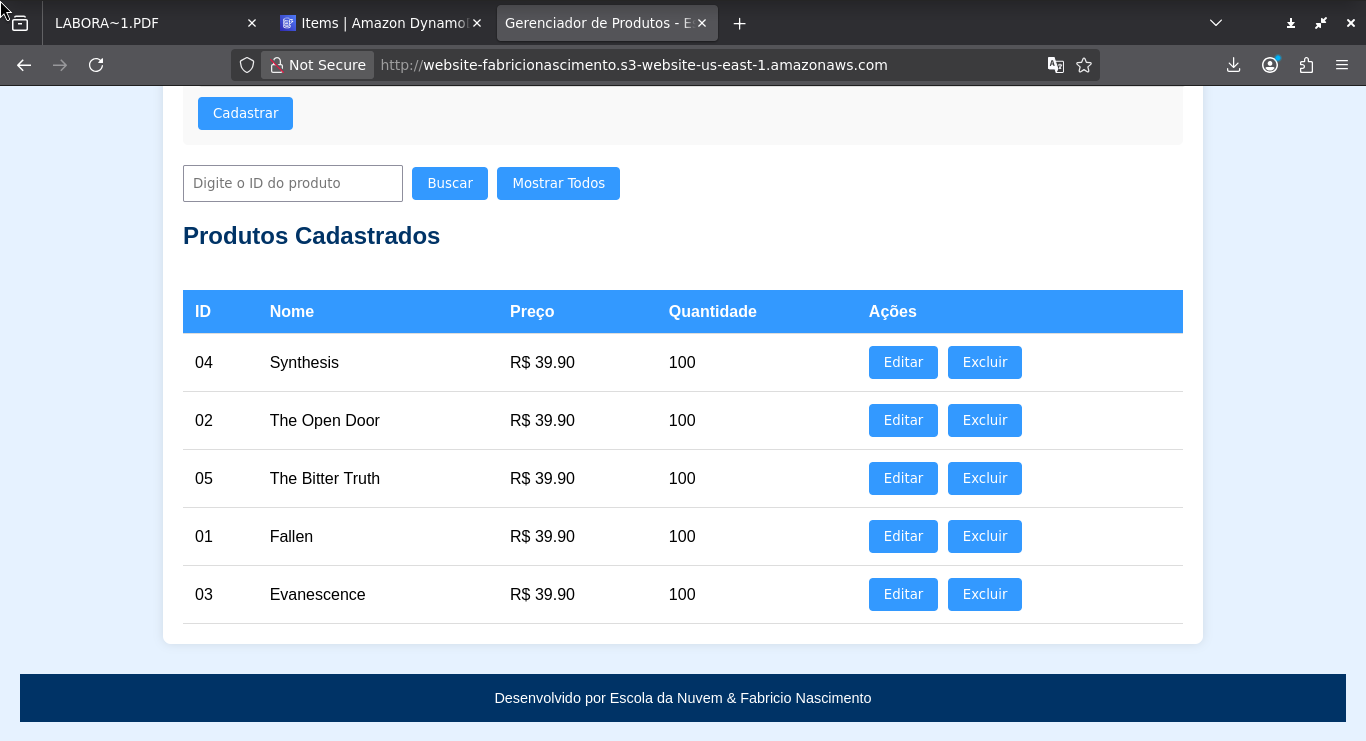 LABORA~1.PDF
Items | Amazon Dynamo
Gerenciador de Produtos - E
Not Secure http://website-fabricionascimento.s3-website-us-east-1.amazonaws.com
Cadastrar
Digite o ID do produto Buscar Mostrar Todos
Produtos Cadastrados
ID Nome Preço Quantidade Ações
04 Synthesis R$ 39.90 100 Editar Excluir
02 The Open Door R$ 39.90 100 Editar Excluir
05 The Bitter Truth R$ 39.90 100 Editar Excluir
01 Fallen R$ 39.90 100 Editar Excluir
03 Evanescence R$ 39.90 100 Editar Excluir
Desenvolvido por Escola da Nuvem & Fabricio Nascimento